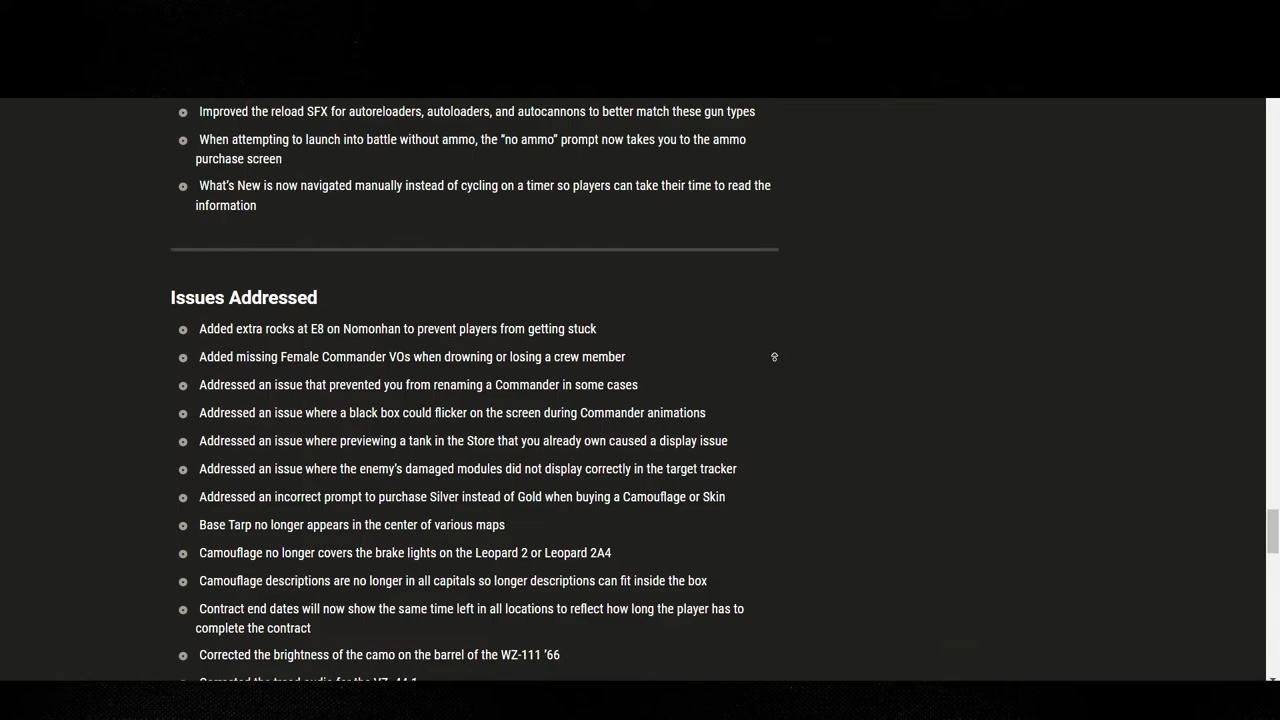 Improved the reload SFX for autoreloaders, autoloaders, and autocannons to better match these gun types
When attempting to launch into battle without ammo, the “no ammo” prompt now takes you to the ammo
purchase screen
What’s New is now navigated manually instead of cycling on a timer so players can take their time to read the
information
Issues Addressed
Added extra rocks at E8 on Nomonhan to prevent players from getting stuck
Added missing Female Commander VOs when drowning or losing a crew member
Addressed an issue that prevented you from renaming a Commander in some cases
Addressed an issue where a black box could flicker on the screen during Commander animations
Addressed an issue where previewing a tank in the Store that you already own caused a display issue
Addressed an issue where the enemy’s damaged modules did not display correctly in the target tracker
Addressed an incorrect prompt to purchase Silver instead of Gold when buying a Camouflage or Skin
Base Tarp no longer appears in the center of various maps
Camouflage no longer covers the brake lights on the Leopard 2 or Leopard 2A4
Camouflage descriptions are no longer in all capitals so longer descriptions can fit inside the box
Contract end dates will now show the same time left in all locations to reflect how long the player has to
complete the contract
Corrected the brightness of the camo on the barrel of the WZ-111 ’66